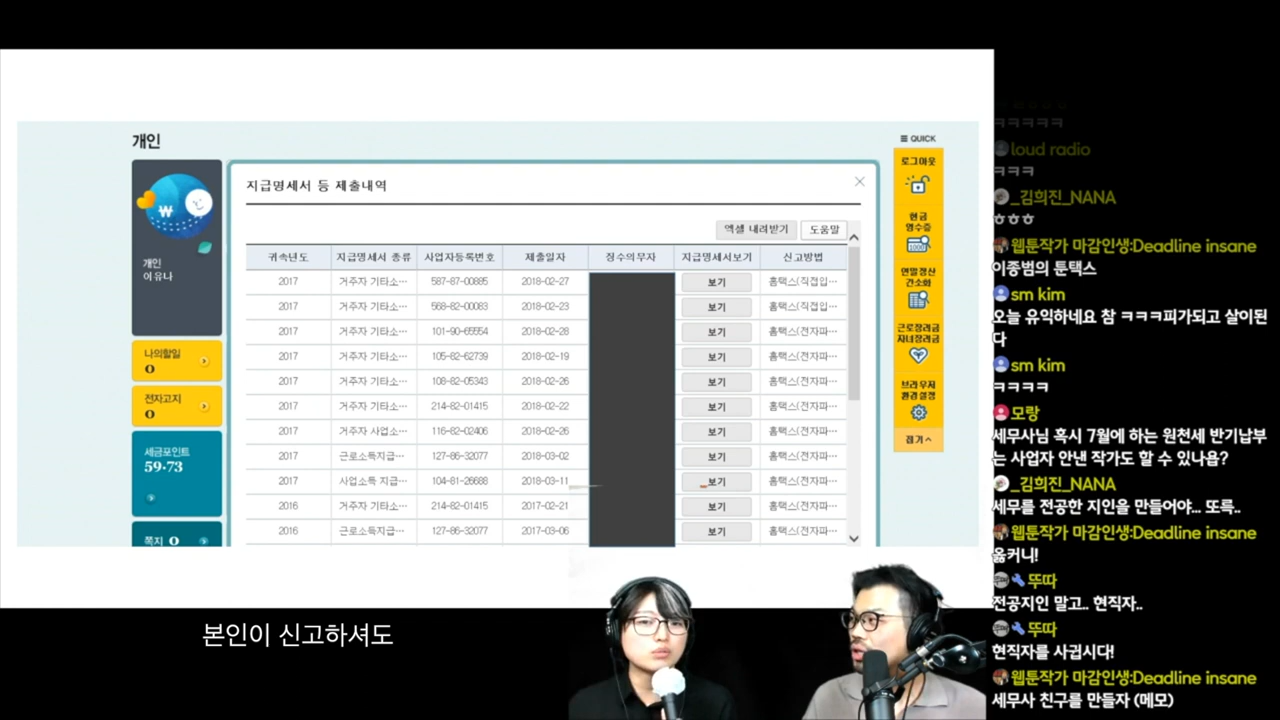 개인
개인
이유나
나의할일
0
전자고지
0
세금포인트
59·73
쪽지 0
지급명세서 등 제출내역
엑셀 내려받기 도움말
귀속년도 지급명세서 종류 사업자등록번호 제출일자 징수의무자 지급명세서보기 신고방법
2017 거주자 기타소… 587-87-00885 2018-02-27 보기 홈택스(직접입…
2017 거주자 기타소… 568-82-00083 2018-02-23 보기 홈택스(직접입…
2017 거주자 기타소… 101-90-65554 2018-02-28 보기 홈택스(전자파…
2017 거주자 기타소… 105-82-62739 2018-02-19 보기 홈택스(전자파…
2017 거주자 기타소… 108-82-05343 2018-02-26 보기 홈택스(전자파…
2017 거주자 기타소… 214-82-01415 2018-02-22 보기 홈택스(전자파…
2017 거주자 사업소… 116-82-02406 2018-02-26 보기 홈택스(전자파…
2017 근로소득지급… 127-86-32077 2018-03-02 보기 홈택스(전자파…
2017 사업소득 지급… 104-81-26688 2018-03-11 보기 홈택스(전자파…
2016 거주자 기타소… 214-82-01415 2017-02-21 보기 홈택스(전자파…
2016 근로소득지급… 127-86-32077 2017-03-06 보기 홈택스(전자파…
QUICK
로그아웃
현금
영수증
1000
연말정산
간소화
근로장려금
자녀장려금
브라우저
환경설정
접기
본인이 신고하셔도
ㅋㅋㅋㅋㅋ
loud radio
ㅋㅋㅋ
_김희진_NANA
ㅎㅎㅎ
웹툰작가 마감인생:Deadline insane
이종범의 툰택스
sm kim
오늘 유익하네요 참 ㅋㅋㅋ피가되고 살이된
다
sm kim
ㅋㅋㅋㅋ
모랑
세무사님 혹시 7월에 하는 원천세 반기납부
는 사업자 안낸 작가도 할 수 있나욥?
_김희진_NANA
세무를 전공한 지인을 만들어야... 또륵..
웹툰작가 마감인생:Deadline insane
옳커니!
뚜따
전공지인 말고.. 현직자..
뚜따
현직자를 사귑시다!
웹툰작가 마감인생:Deadline insane
세무사 친구를 만들자 (메모)